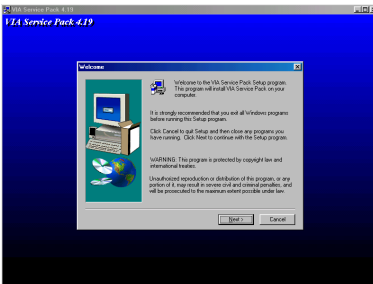 VIA Service Pack 4.19
VIA Service Pack 4.19
Welcome
Welcome to the VIA Service Pack Setup program.
This program will install VIA Service Pack on your
computer.
It is strongly recommended that you exit all Windows programs
before running this Setup program.
Click Cancel to quit Setup and then close any programs you
have running. Click Next to continue with the Setup program.
WARNING: This program is protected by copyright law and
international treaties.
Unauthorized reproduction or distribution of this program, or any
portion of it, may result in severe civil and criminal penalties, and
will be prosecuted to the maximum extent possible under law.
Next >
Cancel